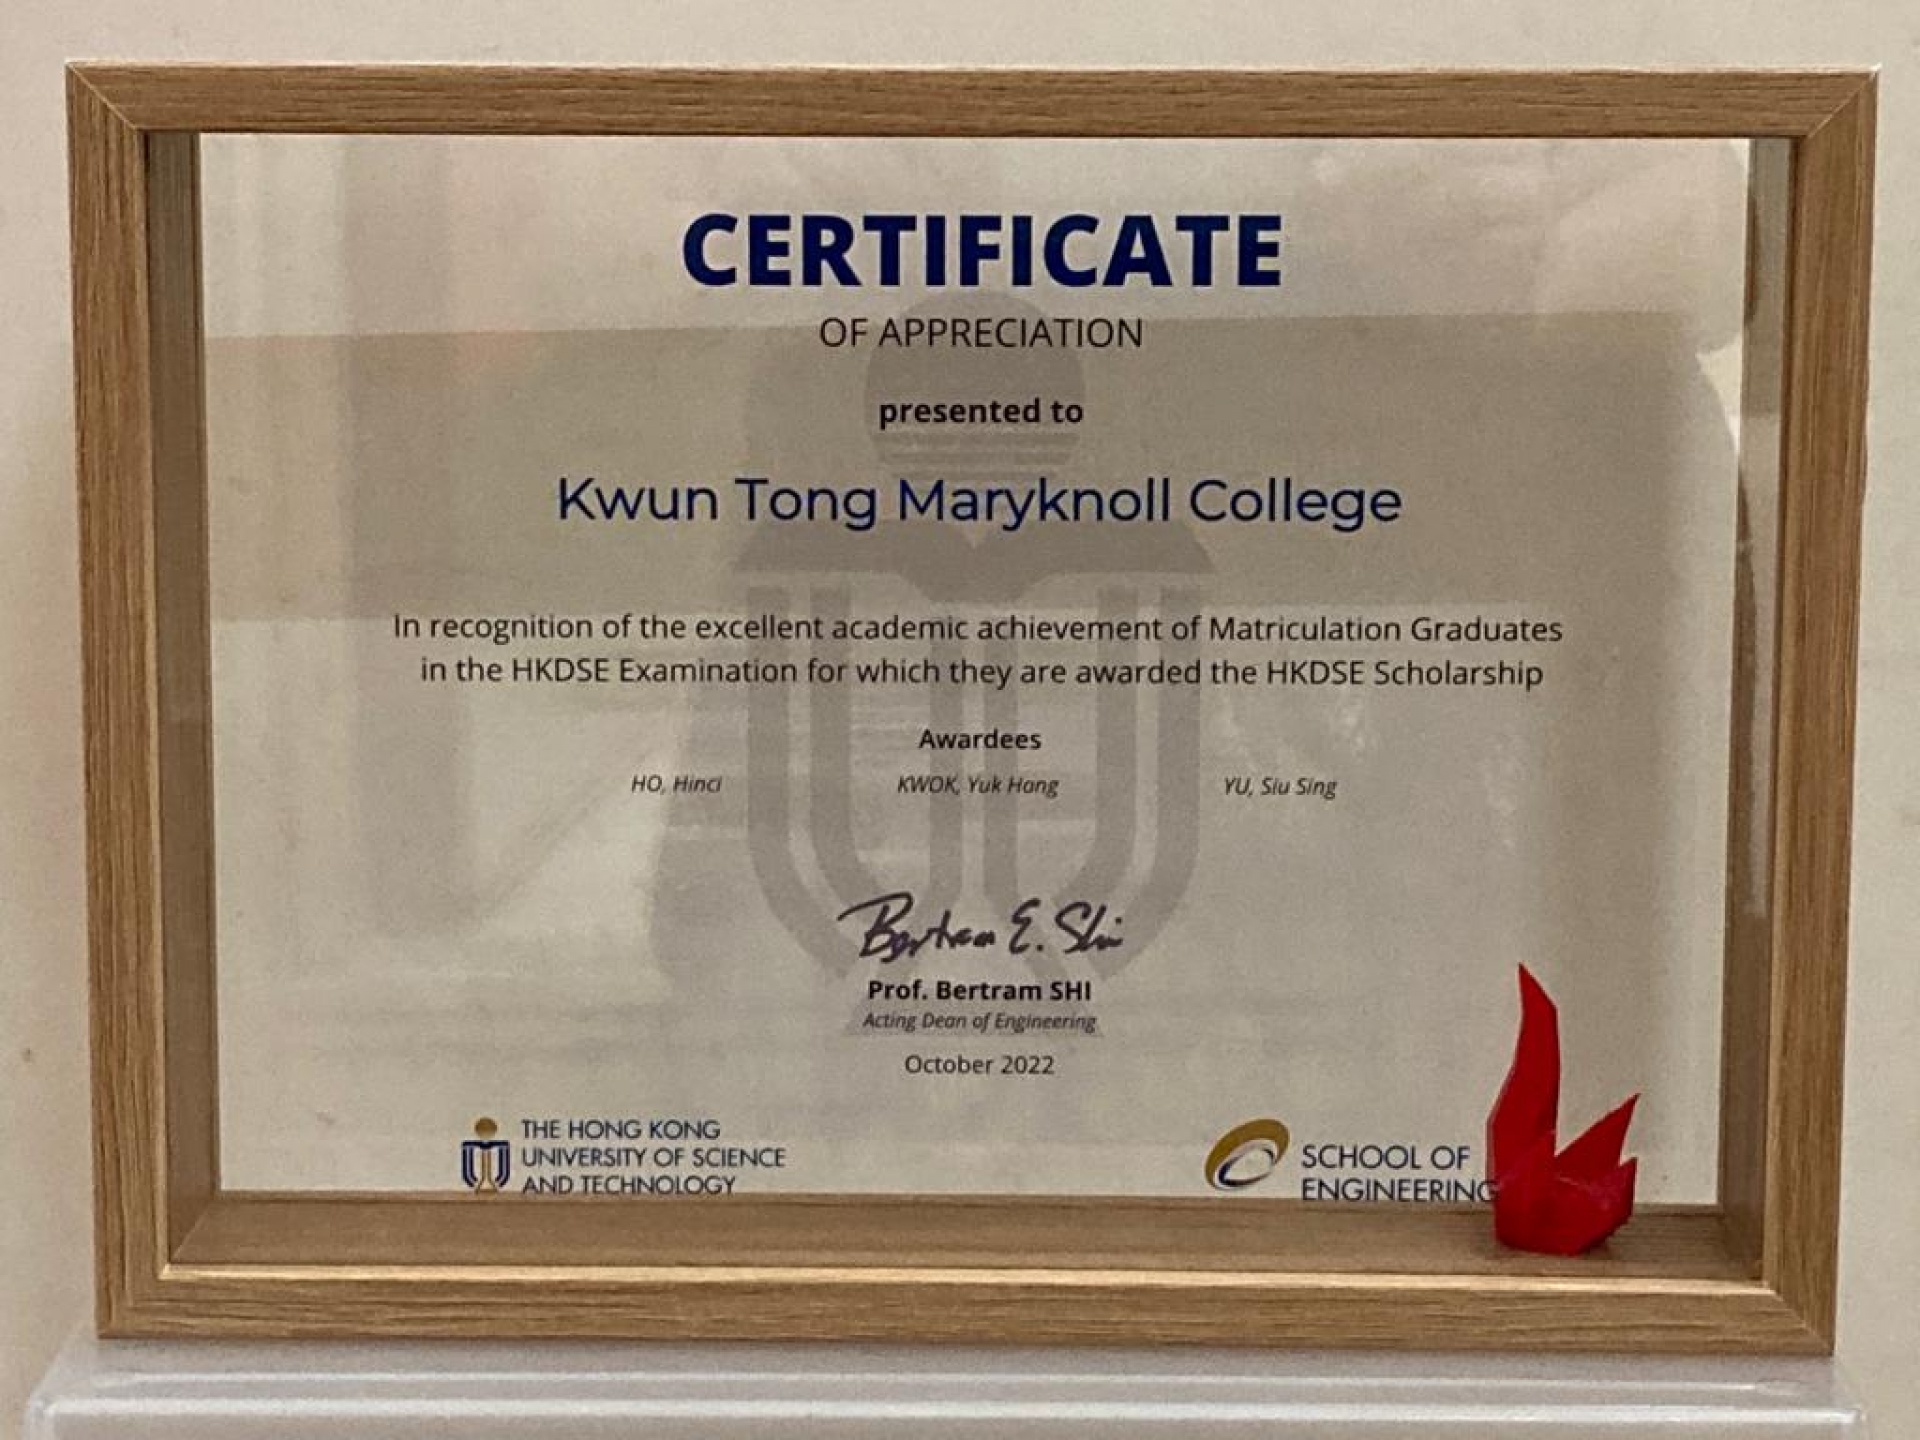 CERTIFICATE
OF APPRECIATION
presented to
Kwun Tong Maryknoll College
In recognition of the excellent academic achievement of Matriculation Graduates
in the HKDSE Examination for which they are awarded the HKDSE Scholarship
Awardees
HO, Hinci KWOK, Yuk Hang YU, Siu Sing
Bertram E. Shi
Prof. Bertram SHI
Acting Dean of Engineering
October 2022
THE HONG KONG
UNIVERSITY OF SCIENCE
AND TECHNOLOGY
SCHOOL OF
ENGINEERING